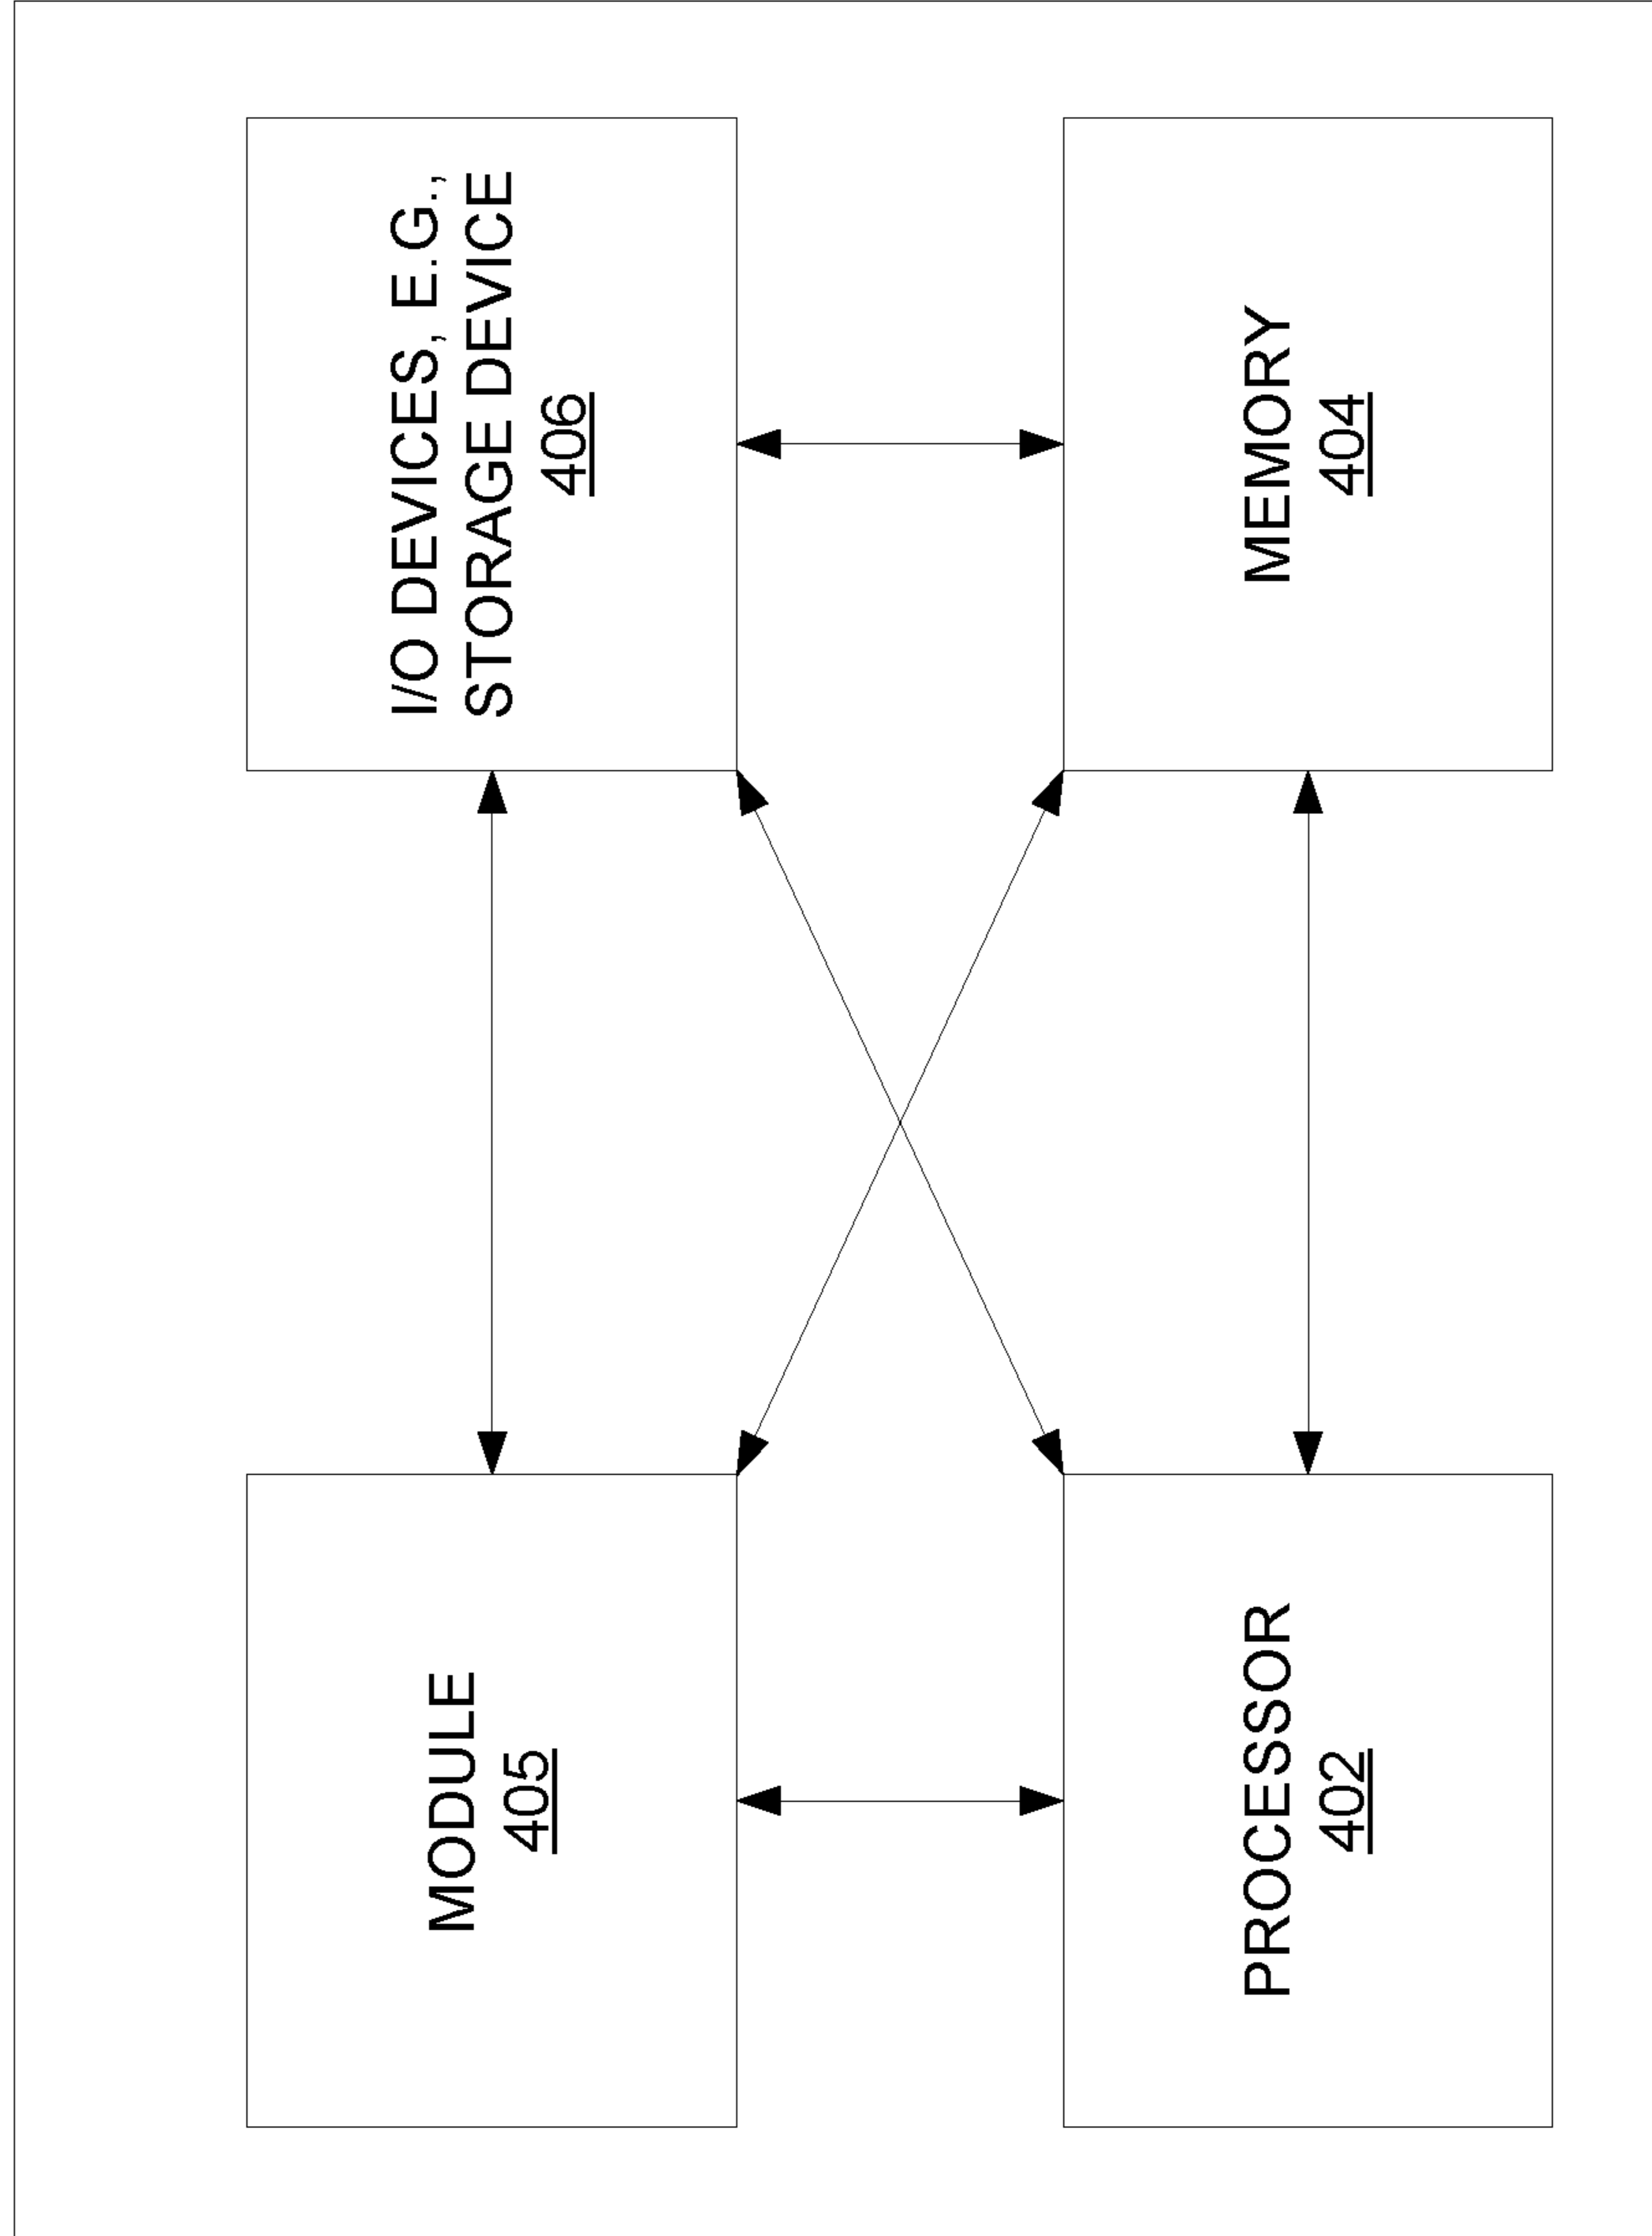 MODULE
405
I/O DEVICES, E.G.,
STORAGE DEVICE
406
PROCESSOR
402
MEMORY
404